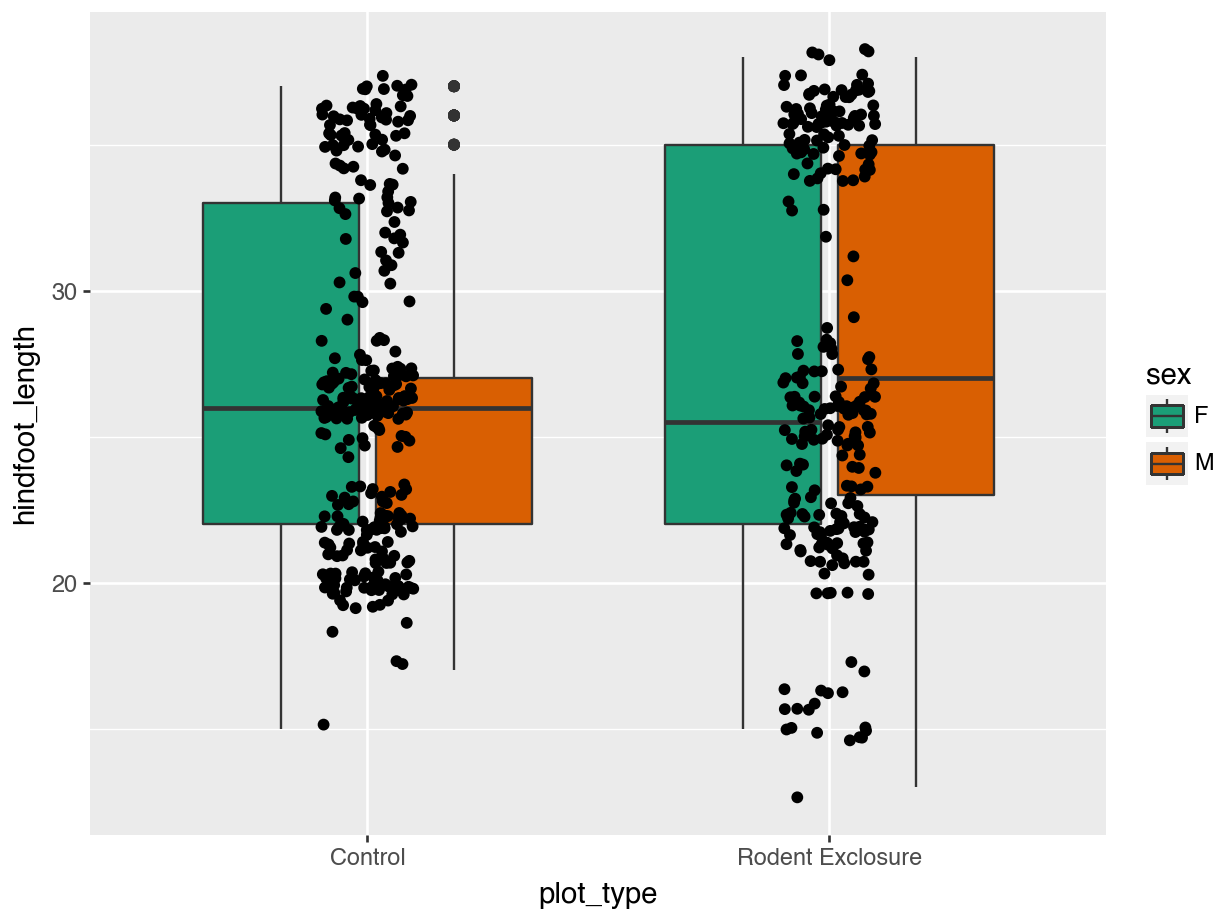 hindfoot_length
30
20
Control
Rodent Exclosure
plot_type
sex
F
M